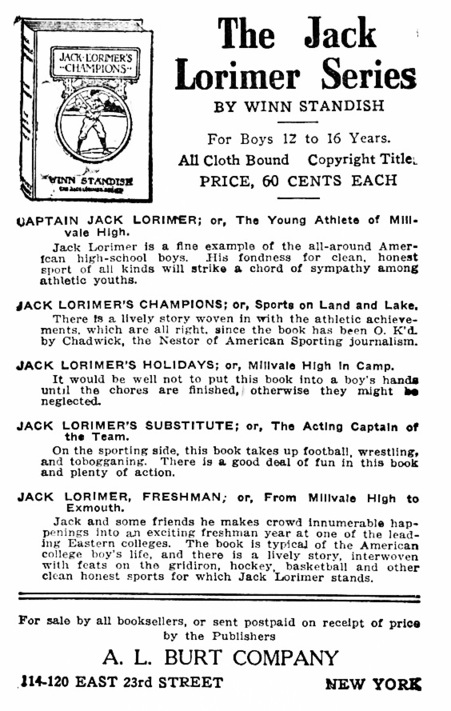 JACK LORIMER'S
CHAMPIONS
WINN STANDISH
The Jack
Lorimer Series
BY WINN STANDISH
For Boys 12 to 16 Years.
All Cloth Bound Copyright Titles
PRICE, 60 CENTS EACH
CAPTAIN JACK LORIMER; or, The Young Athlete of Mill-
vale High.
Jack Lorimer is a fine example of the all-around Amer-
ican high-school boys. His fondness for clean, honest
sport of all kinds will strike a chord of sympathy among
athletic youths.
JACK LORIMER'S CHAMPIONS; or, Sports on Land and Lake.
There is a lively story woven in with the athletic achieve-
ments, which are all right, since the book has been O. K'd.
by Chadwick, the Nestor of American Sporting journalism.
JACK LORIMER'S HOLIDAYS; or, Millvale High in Camp.
It would be well not to put this book into a boy's hands
until the chores are finished, otherwise they might be
neglected.
JACK LORIMER'S SUBSTITUTE; or, The Acting Captain of
the Team.
On the sporting side, this book takes up football, wrestling,
and tobogganing. There is a good deal of fun in this book
and plenty of action.
JACK LORIMER, FRESHMAN; or, From Millvale High to
Exmouth.
Jack and some friends he makes crowd innumerable hap-
penings into an exciting freshman year at one of the lead-
ing Eastern colleges. The book is typical of the American
college boy's life, and there is a lively story, interwoven
with feats on the gridiron, hockey, basketball and other
clean honest sports for which Jack Lorimer stands.
For sale by all booksellers, or sent postpaid on receipt of price
by the Publishers
A. L. BURT COMPANY
114-120 EAST 23rd STREET NEW YORK